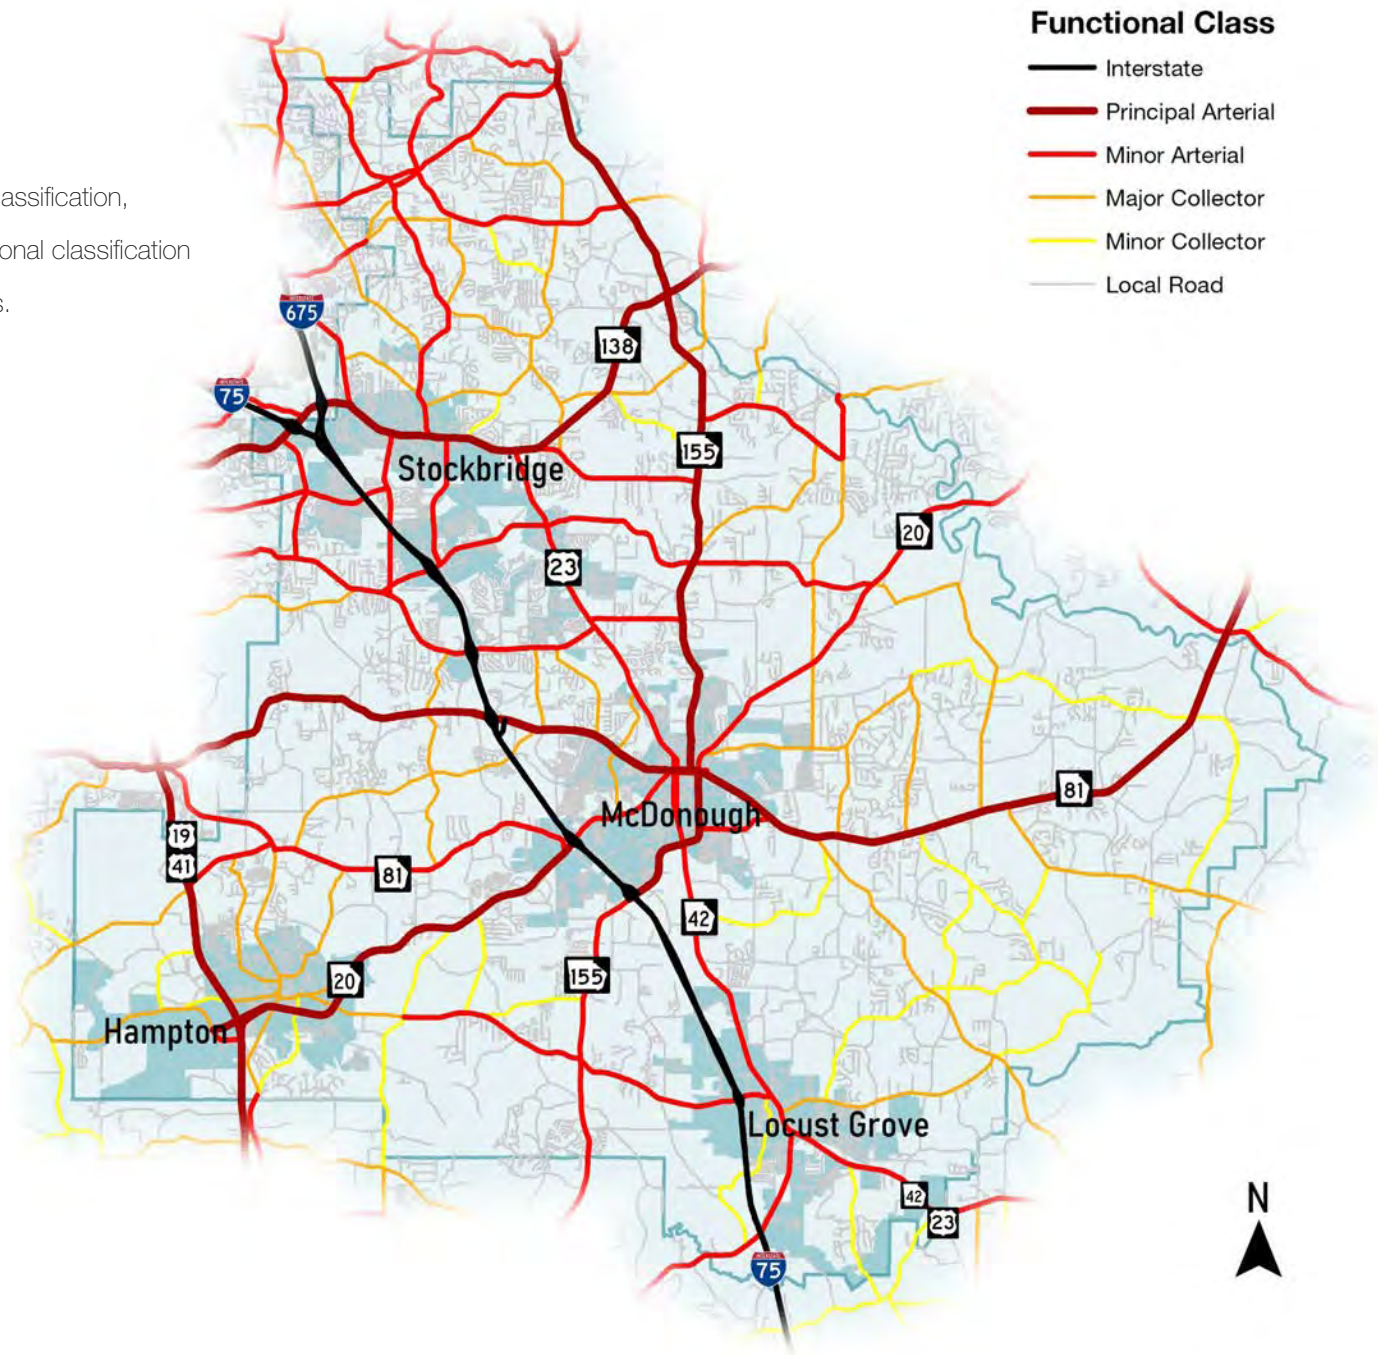 Functional Class
Interstate
Principal Arterial
Minor Arterial
Major Collector
Minor Collector
Local Road
assification,
onal classification
s.
675
138
75
155
Stockbridge
20
23
81
McDonough
19
41
81
42
20
155
Hampton
Locust Grove
42
23
75
N